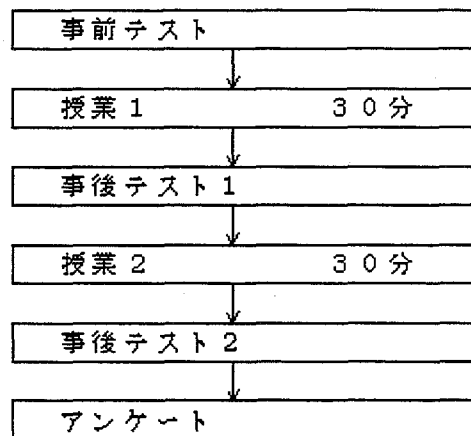 事前テスト
授業1 30分
事後テスト1
授業2 30分
事後テスト2
アンケート